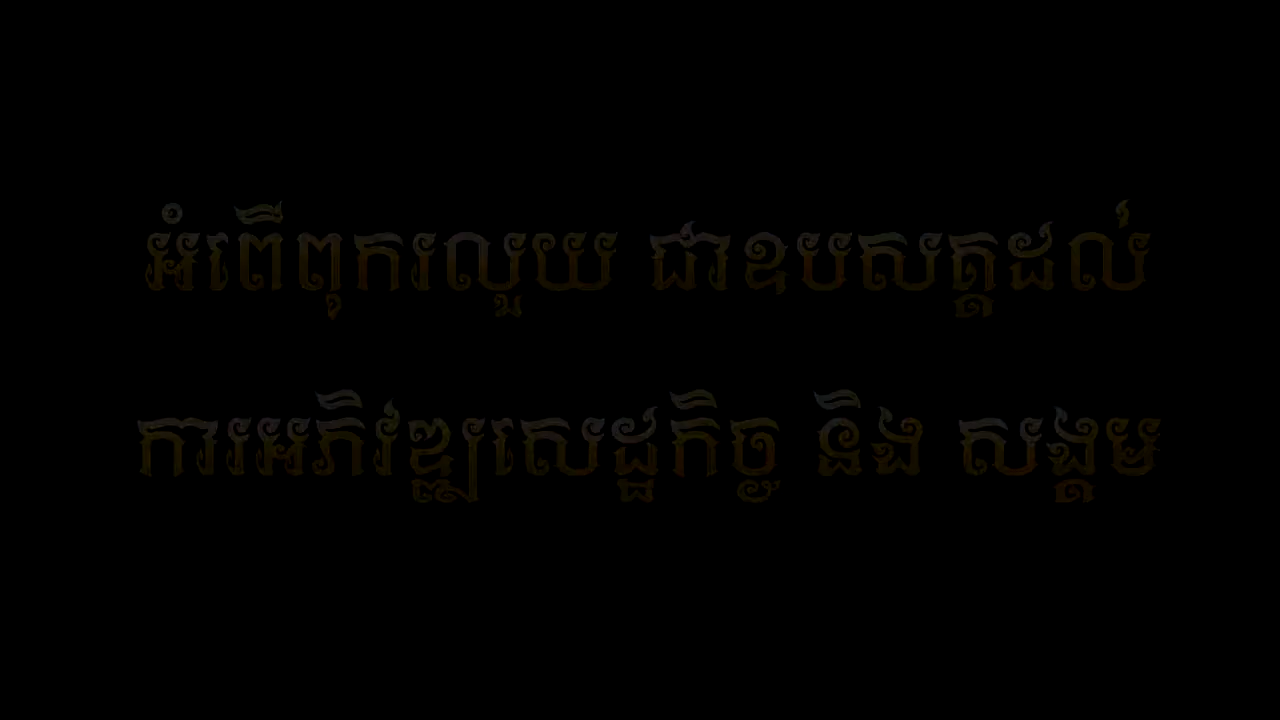 អំពើពុករលួយ ជាឧបសគ្គដល់
ការអភិវឌ្ឍរសេដ្ឋកិច្ច និង សង្គម